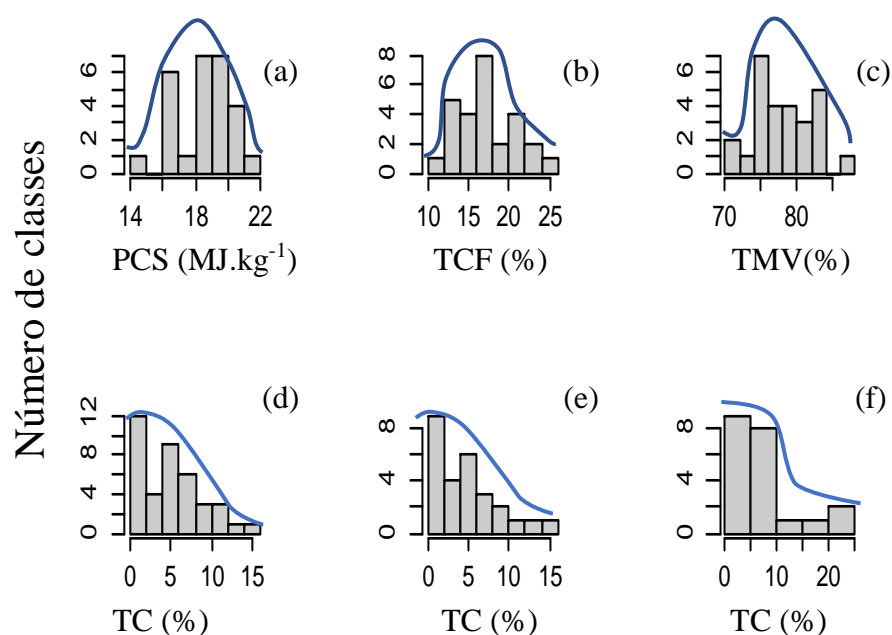 Número de classes
(a)
0 2 4 6
14 18 22
PCS (MJ.kg-1)
(b)
0 2 4 6 8
10 15 20 25
TCF (%)
(c)
0 2 4 6
70 80
TMV(%)
(d)
0 4 8 12
0 5 10 15
TC (%)
(e)
0 4 8
0 5 10 15
TC (%)
(f)
0 4 8
0 10 20
TC (%)